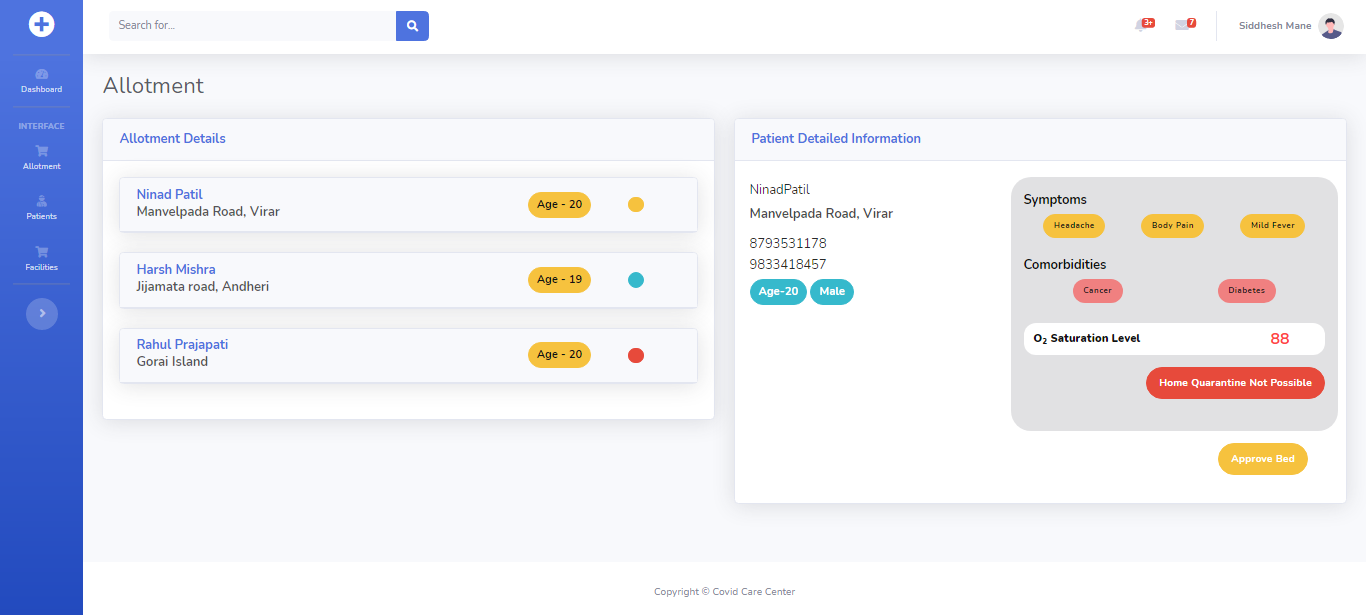 Search for...
3+
7
Siddhesh Mane
Dashboard
INTERFACE
Allotment
Patients
Facilities
Allotment
Allotment Details
Ninad Patil
Manvelpada Road, Virar
Age - 20
Harsh Mishra
Jijamata road, Andheri
Age - 19
Rahul Prajapati
Gorai Island
Age - 20
Patient Detailed Information
NinadPatil
Manvelpada Road, Virar
8793531178
9833418457
Age-20 Male
Symptoms
Headache Body Pain Mild Fever
Comorbidities
Cancer Diabetes
O₂ Saturation Level 88
Home Quarantine Not Possible
Approve Bed
Copyright © Covid Care Center